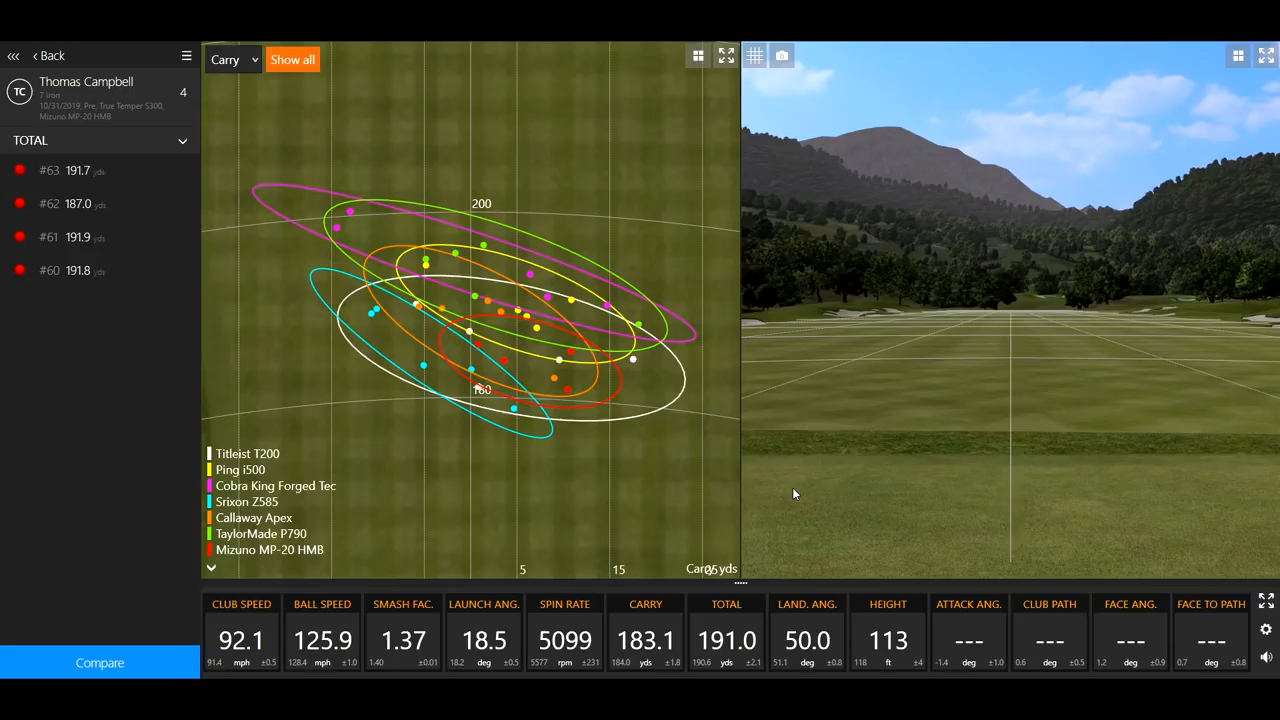 Back
TC
Thomas Campbell
7 Iron
10/31/2019, Pre, True Temper S300,
Mizuno MP-20 HMB
4
TOTAL
#63 191.7 yds
#62 187.0 yds
#61 191.9 yds
#60 191.8 yds
Compare
Carry
Show all
200
180
Titleist T200
Ping i500
Cobra King Forged Tec
Srixon Z585
Callaway Apex
TaylorMade P790
Mizuno MP-20 HMB
5
15
25
Carry, yds
CLUB SPEED
92.1
91.4 mph ±0.5
BALL SPEED
125.9
128.4 mph ±1.0
SMASH FAC.
1.37
1.40 ±0.01
LAUNCH ANG.
18.5
18.2 deg ±0.5
SPIN RATE
5099
5577 rpm ±231
CARRY
183.1
184.0 yds ±1.8
TOTAL
191.0
190.6 yds ±2.1
LAND. ANG.
50.0
51.1 deg ±0.8
HEIGHT
113
118 ft ±4
ATTACK ANG.
---
-1.4 deg ±1.0
CLUB PATH
---
0.6 deg ±0.5
FACE ANG.
---
1.2 deg ±0.9
FACE TO PATH
---
0.7 deg ±0.8